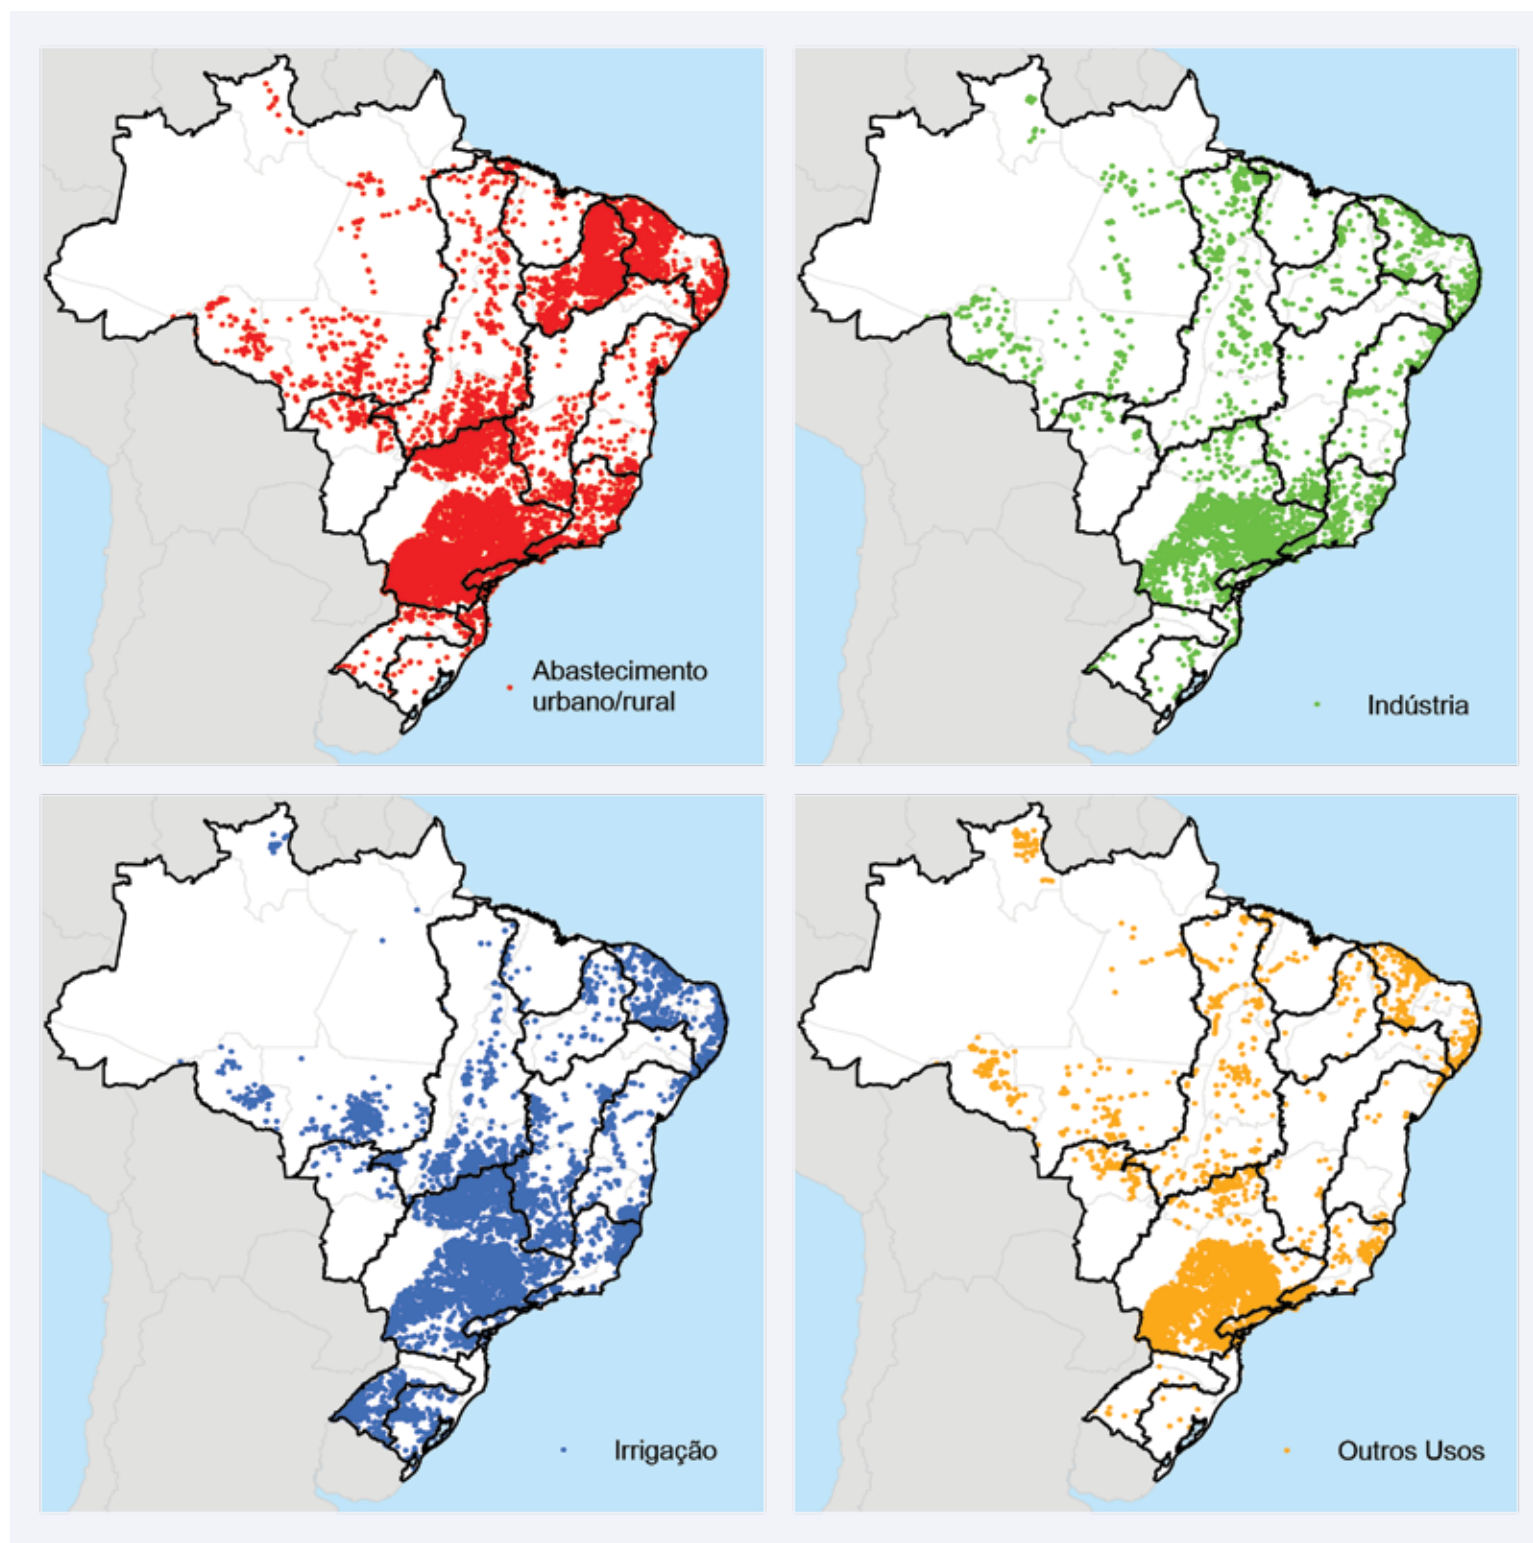 Abastecimento
urbano/rural
Indústria
Irrigação
Outros Usos